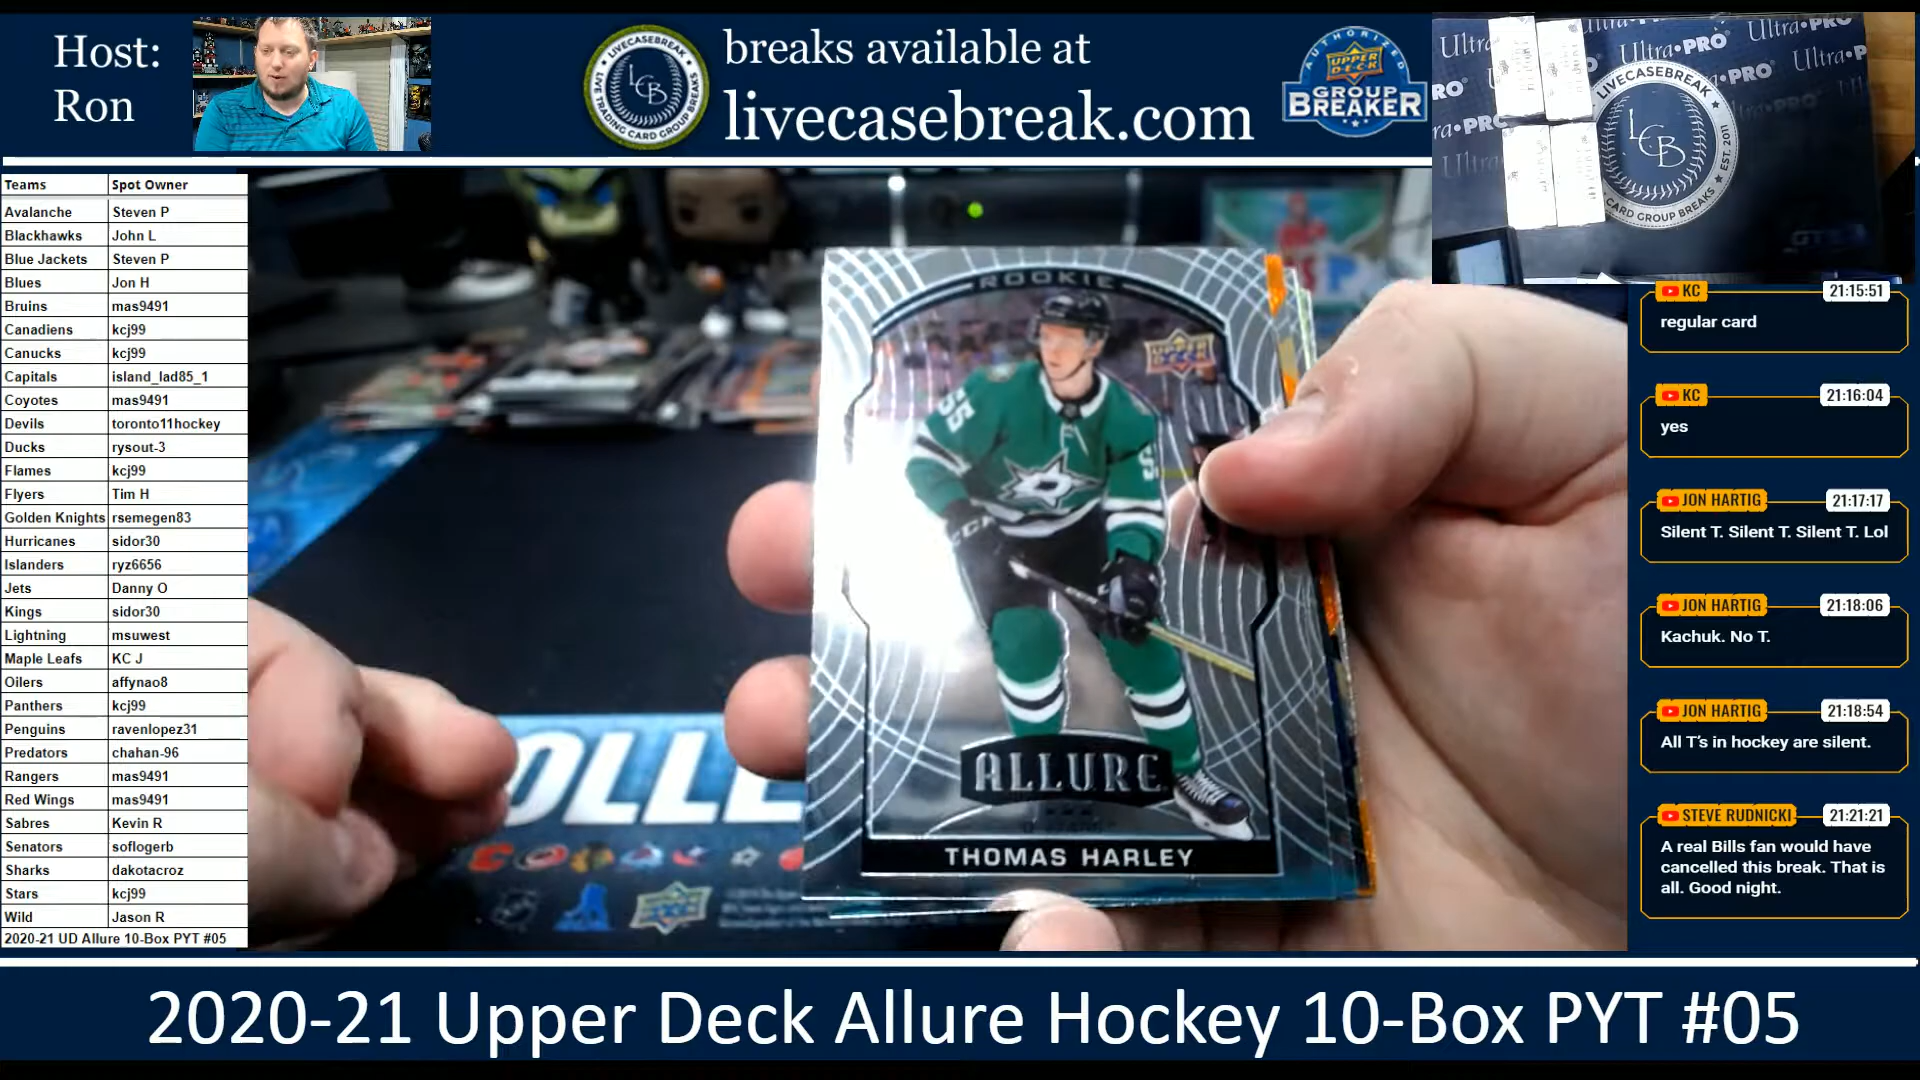 Host:
Ron
LIVECASEBREAK
LCB
LIVE TRADING CARD GROUP BREAKS
breaks available at
livecasebreak.com
AUTHORIZED
UPPER DECK
GROUP
BREAKER
Ultra•PRO
Ultra•PRO
LIVECASEBREAK
LCB
EST. 2011
CARD GROUP BREAKS
Teams Spot Owner
Avalanche Steven P
Blackhawks John L
Blue Jackets Steven P
Blues Jon H
Bruins mas9491
Canadiens kcj99
Canucks kcj99
Capitals island_lad85_1
Coyotes mas9491
Devils toronto11hockey
Ducks rysout-3
Flames kcj99
Flyers Tim H
Golden Knights rsemegen83
Hurricanes sidor30
Islanders ryz6656
Jets Danny O
Kings sidor30
Lightning msuwest
Maple Leafs KC J
Oilers affynao8
Panthers kcj99
Penguins ravenlopez31
Predators chahan-96
Rangers mas9491
Red Wings mas9491
Sabres Kevin R
Senators soflogerb
Sharks dakotacroz
Stars kcj99
Wild Jason R
2020-21 UD Allure 10-Box PYT #05
ROOKIE
UPPER DECK
55
ALLURE
THOMAS HARLEY
OLLE
KC 21:15:51
regular card
KC 21:16:04
yes
JON HARTIG 21:17:17
Silent T. Silent T. Silent T. Lol
JON HARTIG 21:18:06
Kachuk. No T.
JON HARTIG 21:18:54
All T's in hockey are silent.
STEVE RUDNICKI 21:21:21
A real Bills fan would have
cancelled this break. That is
all. Good night.
2020-21 Upper Deck Allure Hockey 10-Box PYT #05